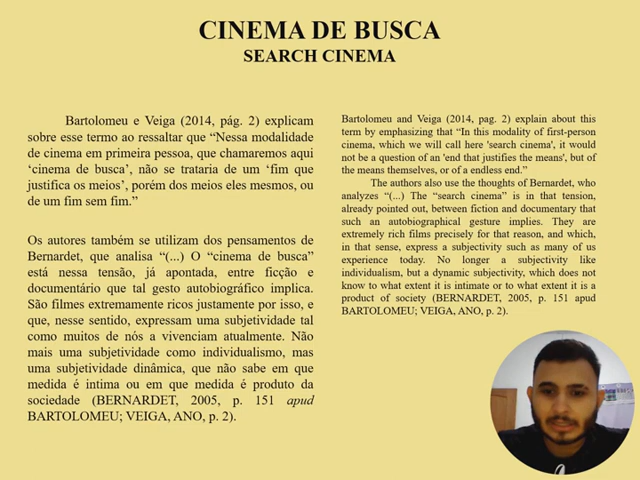 CINEMA DE BUSCA
SEARCH CINEMA
Bartolomeu e Veiga (2014, pág. 2) explicam
sobre esse termo ao ressaltar que “Nessa modalidade
de cinema em primeira pessoa, que chamaremos aqui
‘cinema de busca’, não se trataria de um ‘fim que
justifica os meios’, porém dos meios eles mesmos, ou
de um fim sem fim.”
Os autores também se utilizam dos pensamentos de
Bernardet, que analisa “(...) O “cinema de busca”
está nessa tensão, já apontada, entre ficção e
documentário que tal gesto autobiográfico implica.
São filmes extremamente ricos justamente por isso, e
que, nesse sentido, expressam uma subjetividade tal
como muitos de nós a vivenciam atualmente. Não
mais uma subjetividade como individualismo, mas
uma subjetividade dinâmica, que não sabe em que
medida é intima ou em que medida é produto da
sociedade (BERNARDET, 2005, p. 151 apud
BARTOLOMEU; VEIGA, ANO, p. 2).
Bartolomeu and Veiga (2014, pag. 2) explain about this
term by emphasizing that “In this modality of first-person
cinema, which we will call here 'search cinema', it would
not be a question of an 'end that justifies the means', but of
the means themselves, or of a endless end.”
The authors also use the thoughts of Bernardet, who
analyzes “(...) The “search cinema” is in that tension,
already pointed out, between fiction and documentary that
such an autobiographical gesture implies. They are
extremely rich films precisely for that reason, and which,
in that sense, express a subjectivity such as many of us
experience today. No longer a subjectivity like
individualism, but a dynamic subjectivity, which does not
know to what extent it is intimate or to what extent it is a
product of society (BERNARDET, 2005, p. 151 apud
BARTOLOMEU; VEIGA, ANO, p. 2).